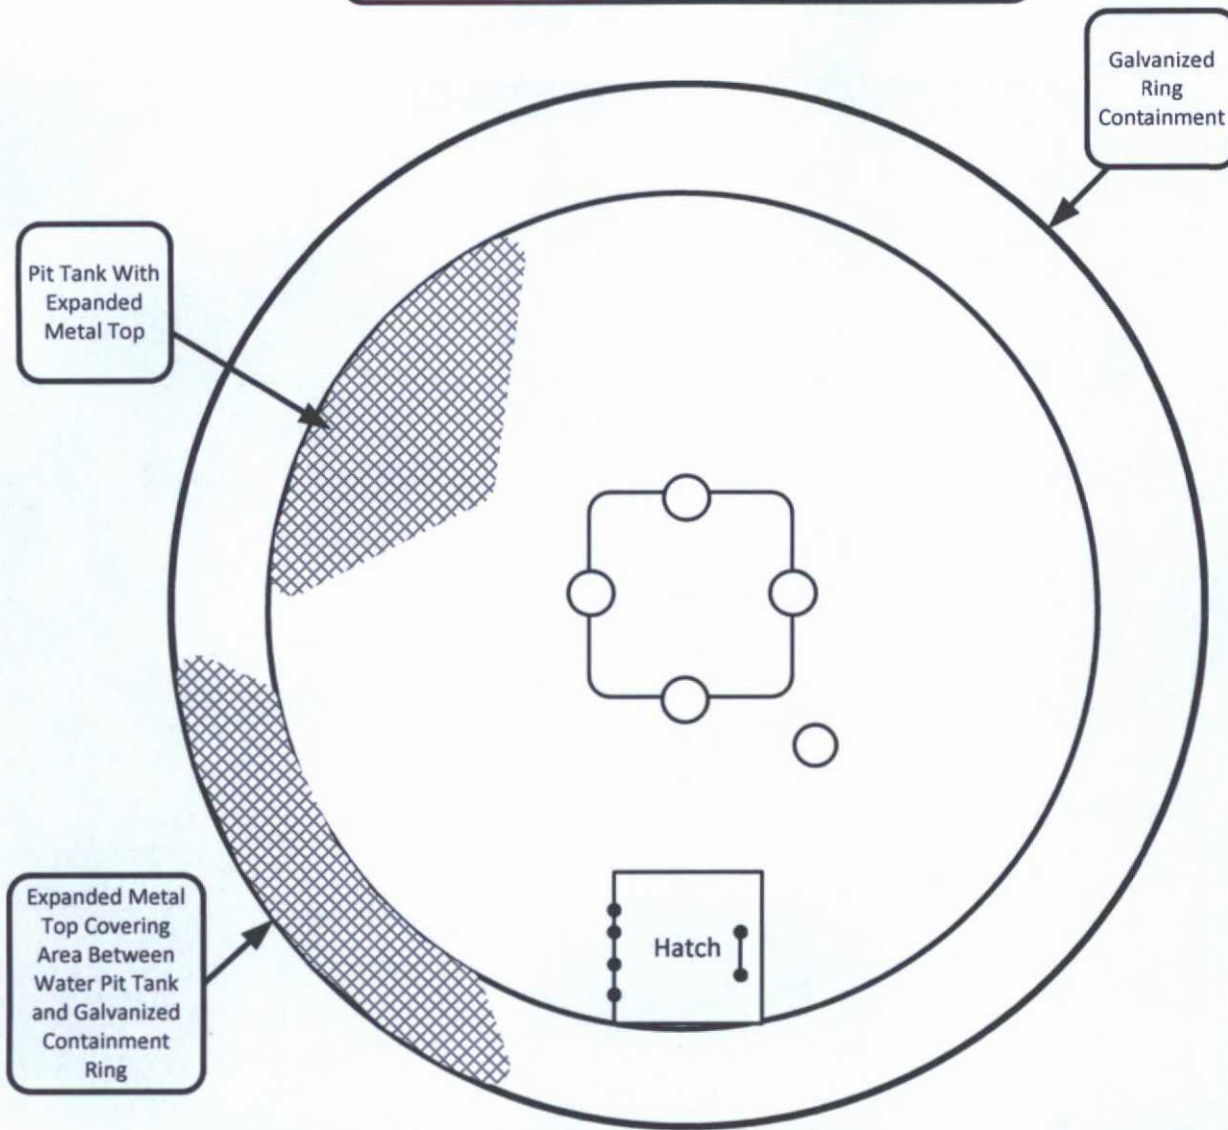 Galvanized
Ring
Containment
Pit Tank With
Expanded
Metal Top
Expanded Metal
Top Covering
Area Between
Water Pit Tank
and Galvanized
Containment
Ring
Hatch